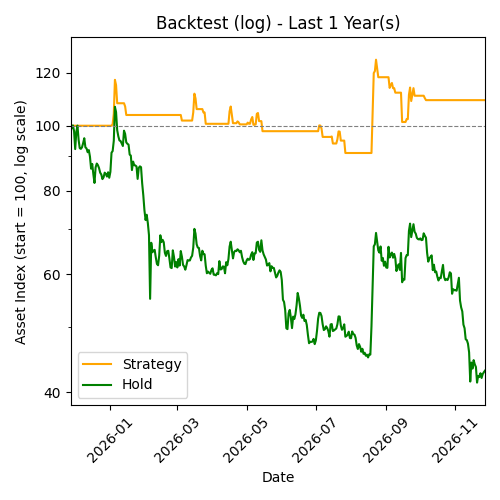 Backtest (log) - Last 1 Year(s)
Asset Index (start = 100, log scale)
120
100
80
60
40
Strategy
Hold
2026-01
2026-03
2026-05
2026-07
2026-09
2026-11
Date